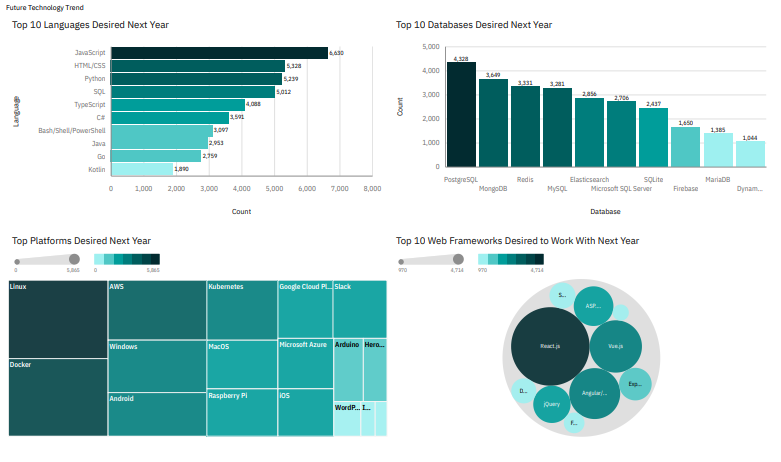 Future Technology Trend
Top 10 Languages Desired Next Year
Language
JavaScript
6,630
HTML/CSS
5,328
Python
5,239
SQL
5,012
TypeScript
4,088
C#
3,591
Bash/Shell/PowerShell
3,097
Java
2,953
Go
2,759
Kotlin
1,890
0 1,000 2,000 3,000 4,000 5,000 6,000 7,000 8,000
Count
Top 10 Databases Desired Next Year
Count
5,000
4,000
3,000
2,000
1,000
0
4,328 3,649 3,331 3,281 2,856 2,706 2,437 1,650 1,385 1,044
PostgreSQL Redis Elasticsearch SQLite MariaDB
MongoDB MySQL Microsoft SQL Server Firebase Dynam...
Database
Top Platforms Desired Next Year
0 5,865 0 5,865
Linux
Docker
AWS
Windows
Android
Kubernetes
MacOS
Raspberry Pi
Google Cloud Pl...
Microsoft Azure
iOS
Slack
Arduino
Hero...
WordP...
I...
Top 10 Web Frameworks Desired to Work With Next Year
970 6,714 970 6,714
S...
ASP....
React.js
Vue.js
D...
Exp...
jQuery
Angular/...
F...